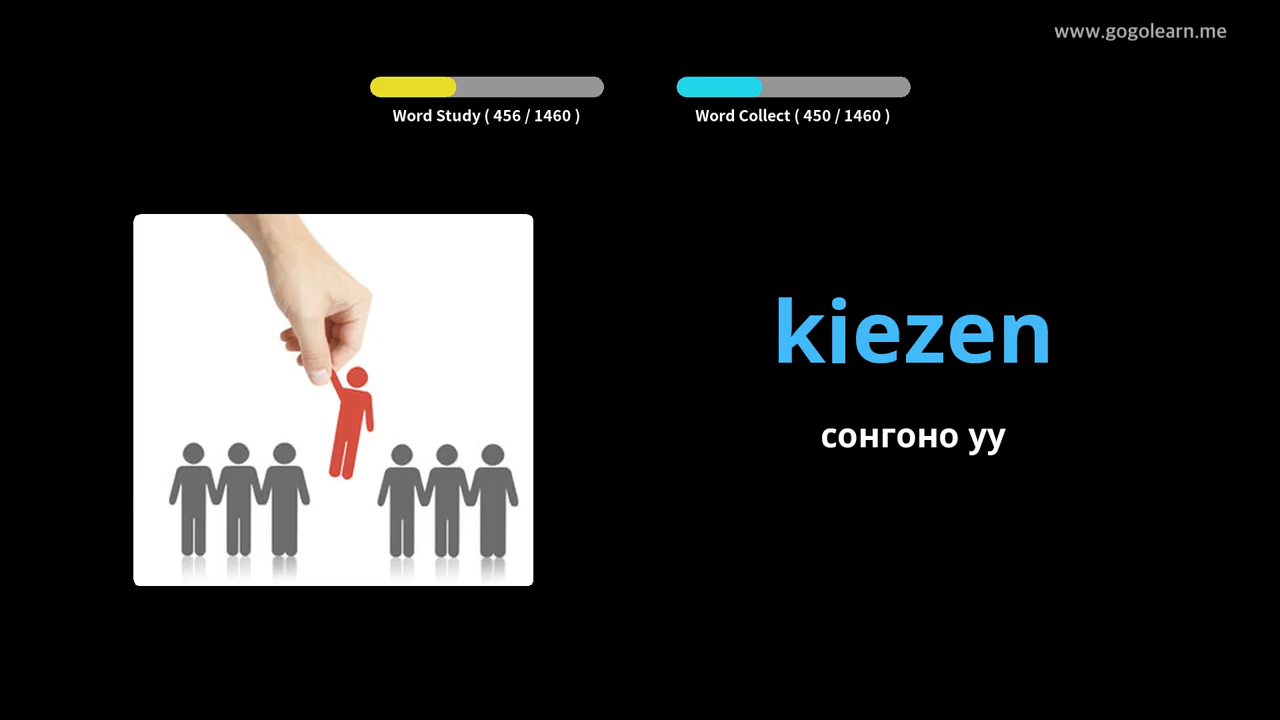 www.gogolearn.me
Word Study ( 456 / 1460 )
Word Collect ( 450 / 1460 )
kiezen
сонгоно уу